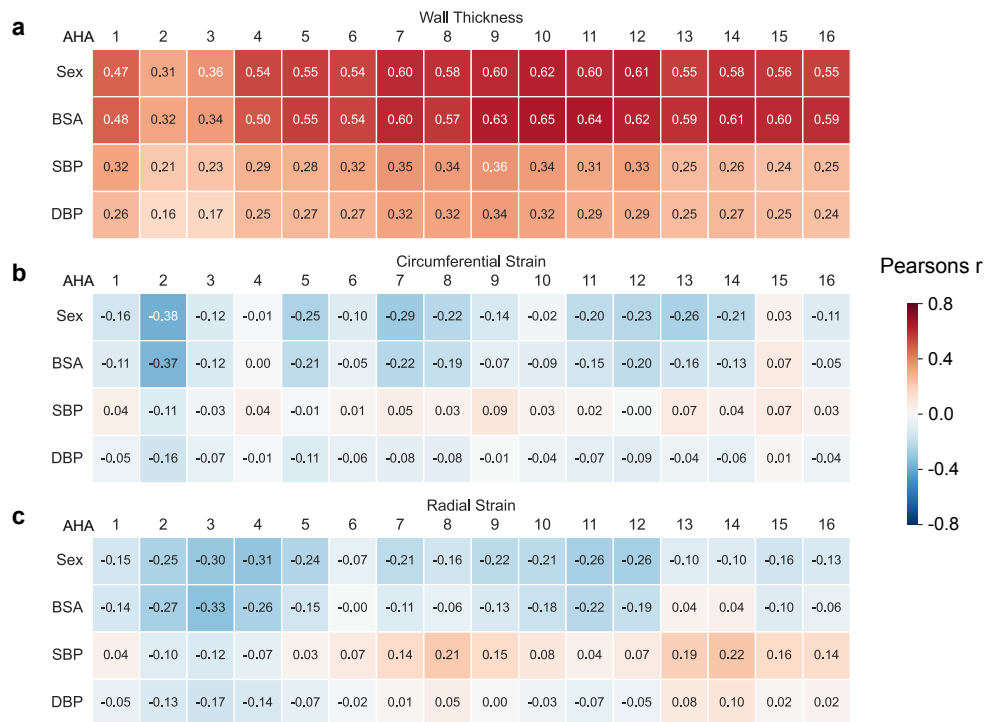 Wall Thickness
a
AHA 1 2 3 4 5 6 7 8 9 10 11 12 13 14 15 16
Sex 0.47 0.31 0.36 0.54 0.55 0.54 0.60 0.58 0.60 0.62 0.60 0.61 0.55 0.58 0.56 0.55
BSA 0.48 0.32 0.34 0.50 0.55 0.54 0.60 0.57 0.63 0.65 0.64 0.62 0.59 0.61 0.60 0.59
SBP 0.32 0.21 0.23 0.29 0.28 0.32 0.35 0.34 0.36 0.34 0.31 0.33 0.25 0.26 0.24 0.25
DBP 0.26 0.16 0.17 0.25 0.27 0.27 0.32 0.32 0.34 0.32 0.29 0.29 0.25 0.27 0.25 0.24
b
Circumferential Strain
AHA 1 2 3 4 5 6 7 8 9 10 11 12 13 14 15 16
Sex -0.16 -0.38 -0.12 -0.01 -0.25 -0.10 -0.29 -0.22 -0.14 -0.02 -0.20 -0.23 -0.26 -0.21 0.03 -0.11
BSA -0.11 -0.37 -0.12 0.00 -0.21 -0.05 -0.22 -0.19 -0.07 -0.09 -0.15 -0.20 -0.16 -0.13 0.07 -0.05
SBP 0.04 -0.11 -0.03 0.04 -0.01 0.01 0.05 0.03 0.09 0.03 0.02 -0.00 0.07 0.04 0.07 0.03
DBP -0.05 -0.16 -0.07 -0.01 -0.11 -0.06 -0.08 -0.08 -0.01 -0.04 -0.07 -0.09 -0.04 -0.06 0.01 -0.04
c
Radial Strain
AHA 1 2 3 4 5 6 7 8 9 10 11 12 13 14 15 16
Sex -0.15 -0.25 -0.30 -0.31 -0.24 -0.07 -0.21 -0.16 -0.22 -0.21 -0.26 -0.26 -0.10 -0.10 -0.16 -0.13
BSA -0.14 -0.27 -0.33 -0.26 -0.15 -0.00 -0.11 -0.06 -0.13 -0.18 -0.22 -0.19 0.04 0.04 -0.10 -0.06
SBP 0.04 -0.10 -0.12 -0.07 0.03 0.07 0.14 0.21 0.15 0.08 0.04 0.07 0.19 0.22 0.16 0.14
DBP -0.05 -0.13 -0.17 -0.14 -0.07 -0.02 0.01 0.05 0.00 -0.03 -0.07 -0.05 0.08 0.10 0.02 0.02
Pearsons r
0.8
0.4
0.0
-0.4
-0.8